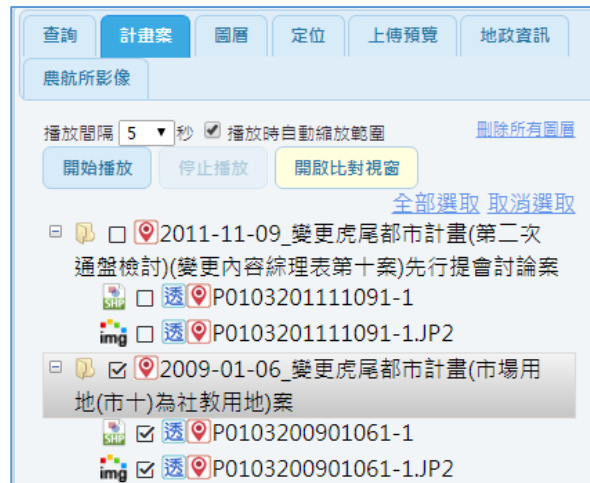 查詢 計畫案 圖層 定位 上傳預覽 地政資訊
農航所影像
播放間隔 5 秒 播放時自動縮放範圍 刪除所有圖層
開始播放 停止播放 開啟比對視窗
全部選取 取消選取
2011-11-09_變更虎尾都市計畫(第二次
通盤檢討)(變更內容綜理表第十案)先行提會討論案
SHP 透 P0103201111091-1
img 透 P0103201111091-1.JP2
2009-01-06_變更虎尾都市計畫(市場用
地(市十)為社教用地)案
SHP 透 P0103200901061-1
img 透 P0103200901061-1.JP2